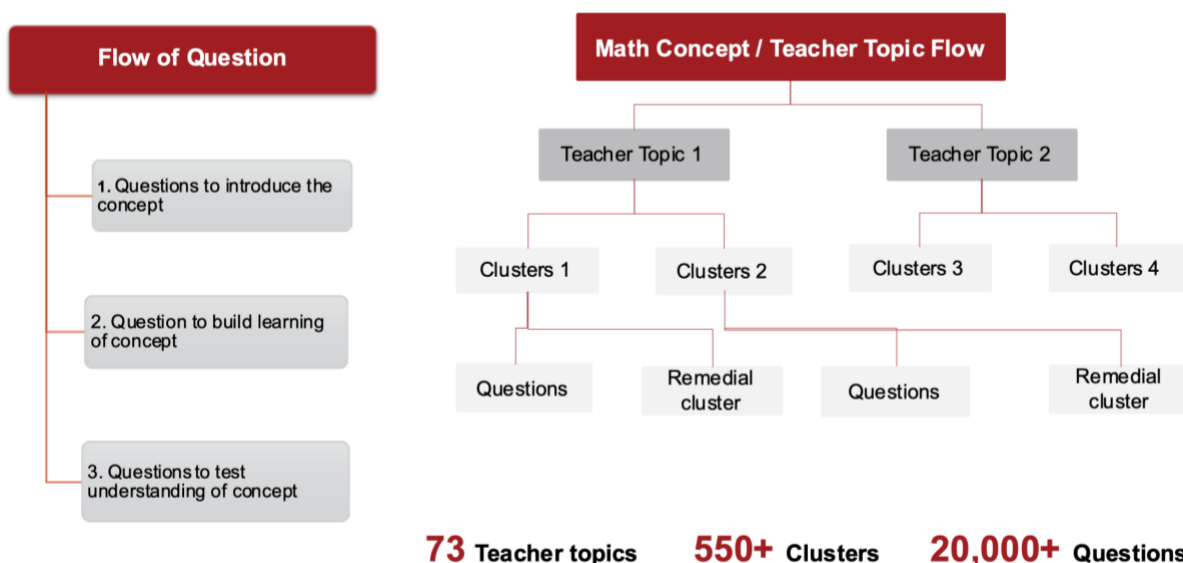 Flow of Question
1. Questions to introduce the
concept
2. Question to build learning
of concept
3. Questions to test
understanding of concept
Math Concept / Teacher Topic Flow
Teacher Topic 1
Teacher Topic 2
Clusters 1
Clusters 2
Clusters 3
Clusters 4
Questions
Remedial
cluster
Questions
Remedial
cluster
73 Teacher topics
550+ Clusters
20,000+ Questions